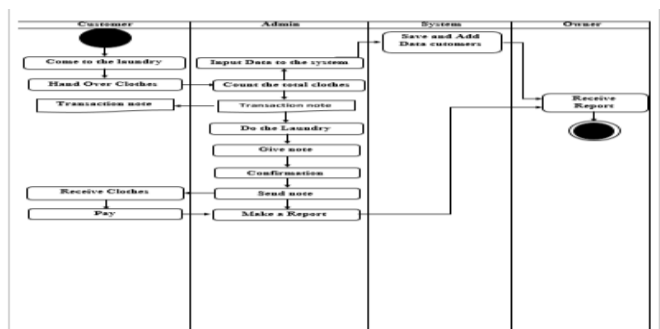 Customer
Admin
System
Owner
Come to the laundry
Hand Over Clothes
Transaction note
Input Data to the system
Count the total clothes
Transaction note
Do the Laundry
Give note
Confirmation
Send note
Make a Report
Receive Clothes
Pay
Save and Add
Data cutomers
Receive
Report